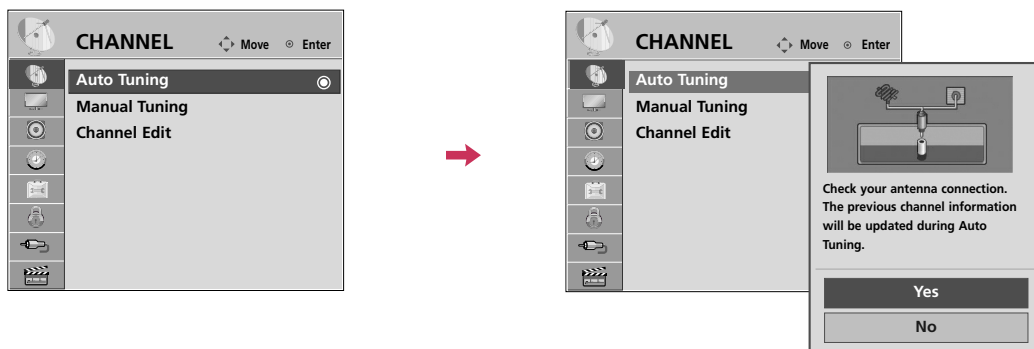 CHANNEL Move Enter
Auto Tuning
Manual Tuning
Channel Edit
CHANNEL Move Enter
Auto Tuning
Manual Tuning
Channel Edit
Check your antenna connection.
The previous channel information
will be updated during Auto
Tuning.
Yes
No